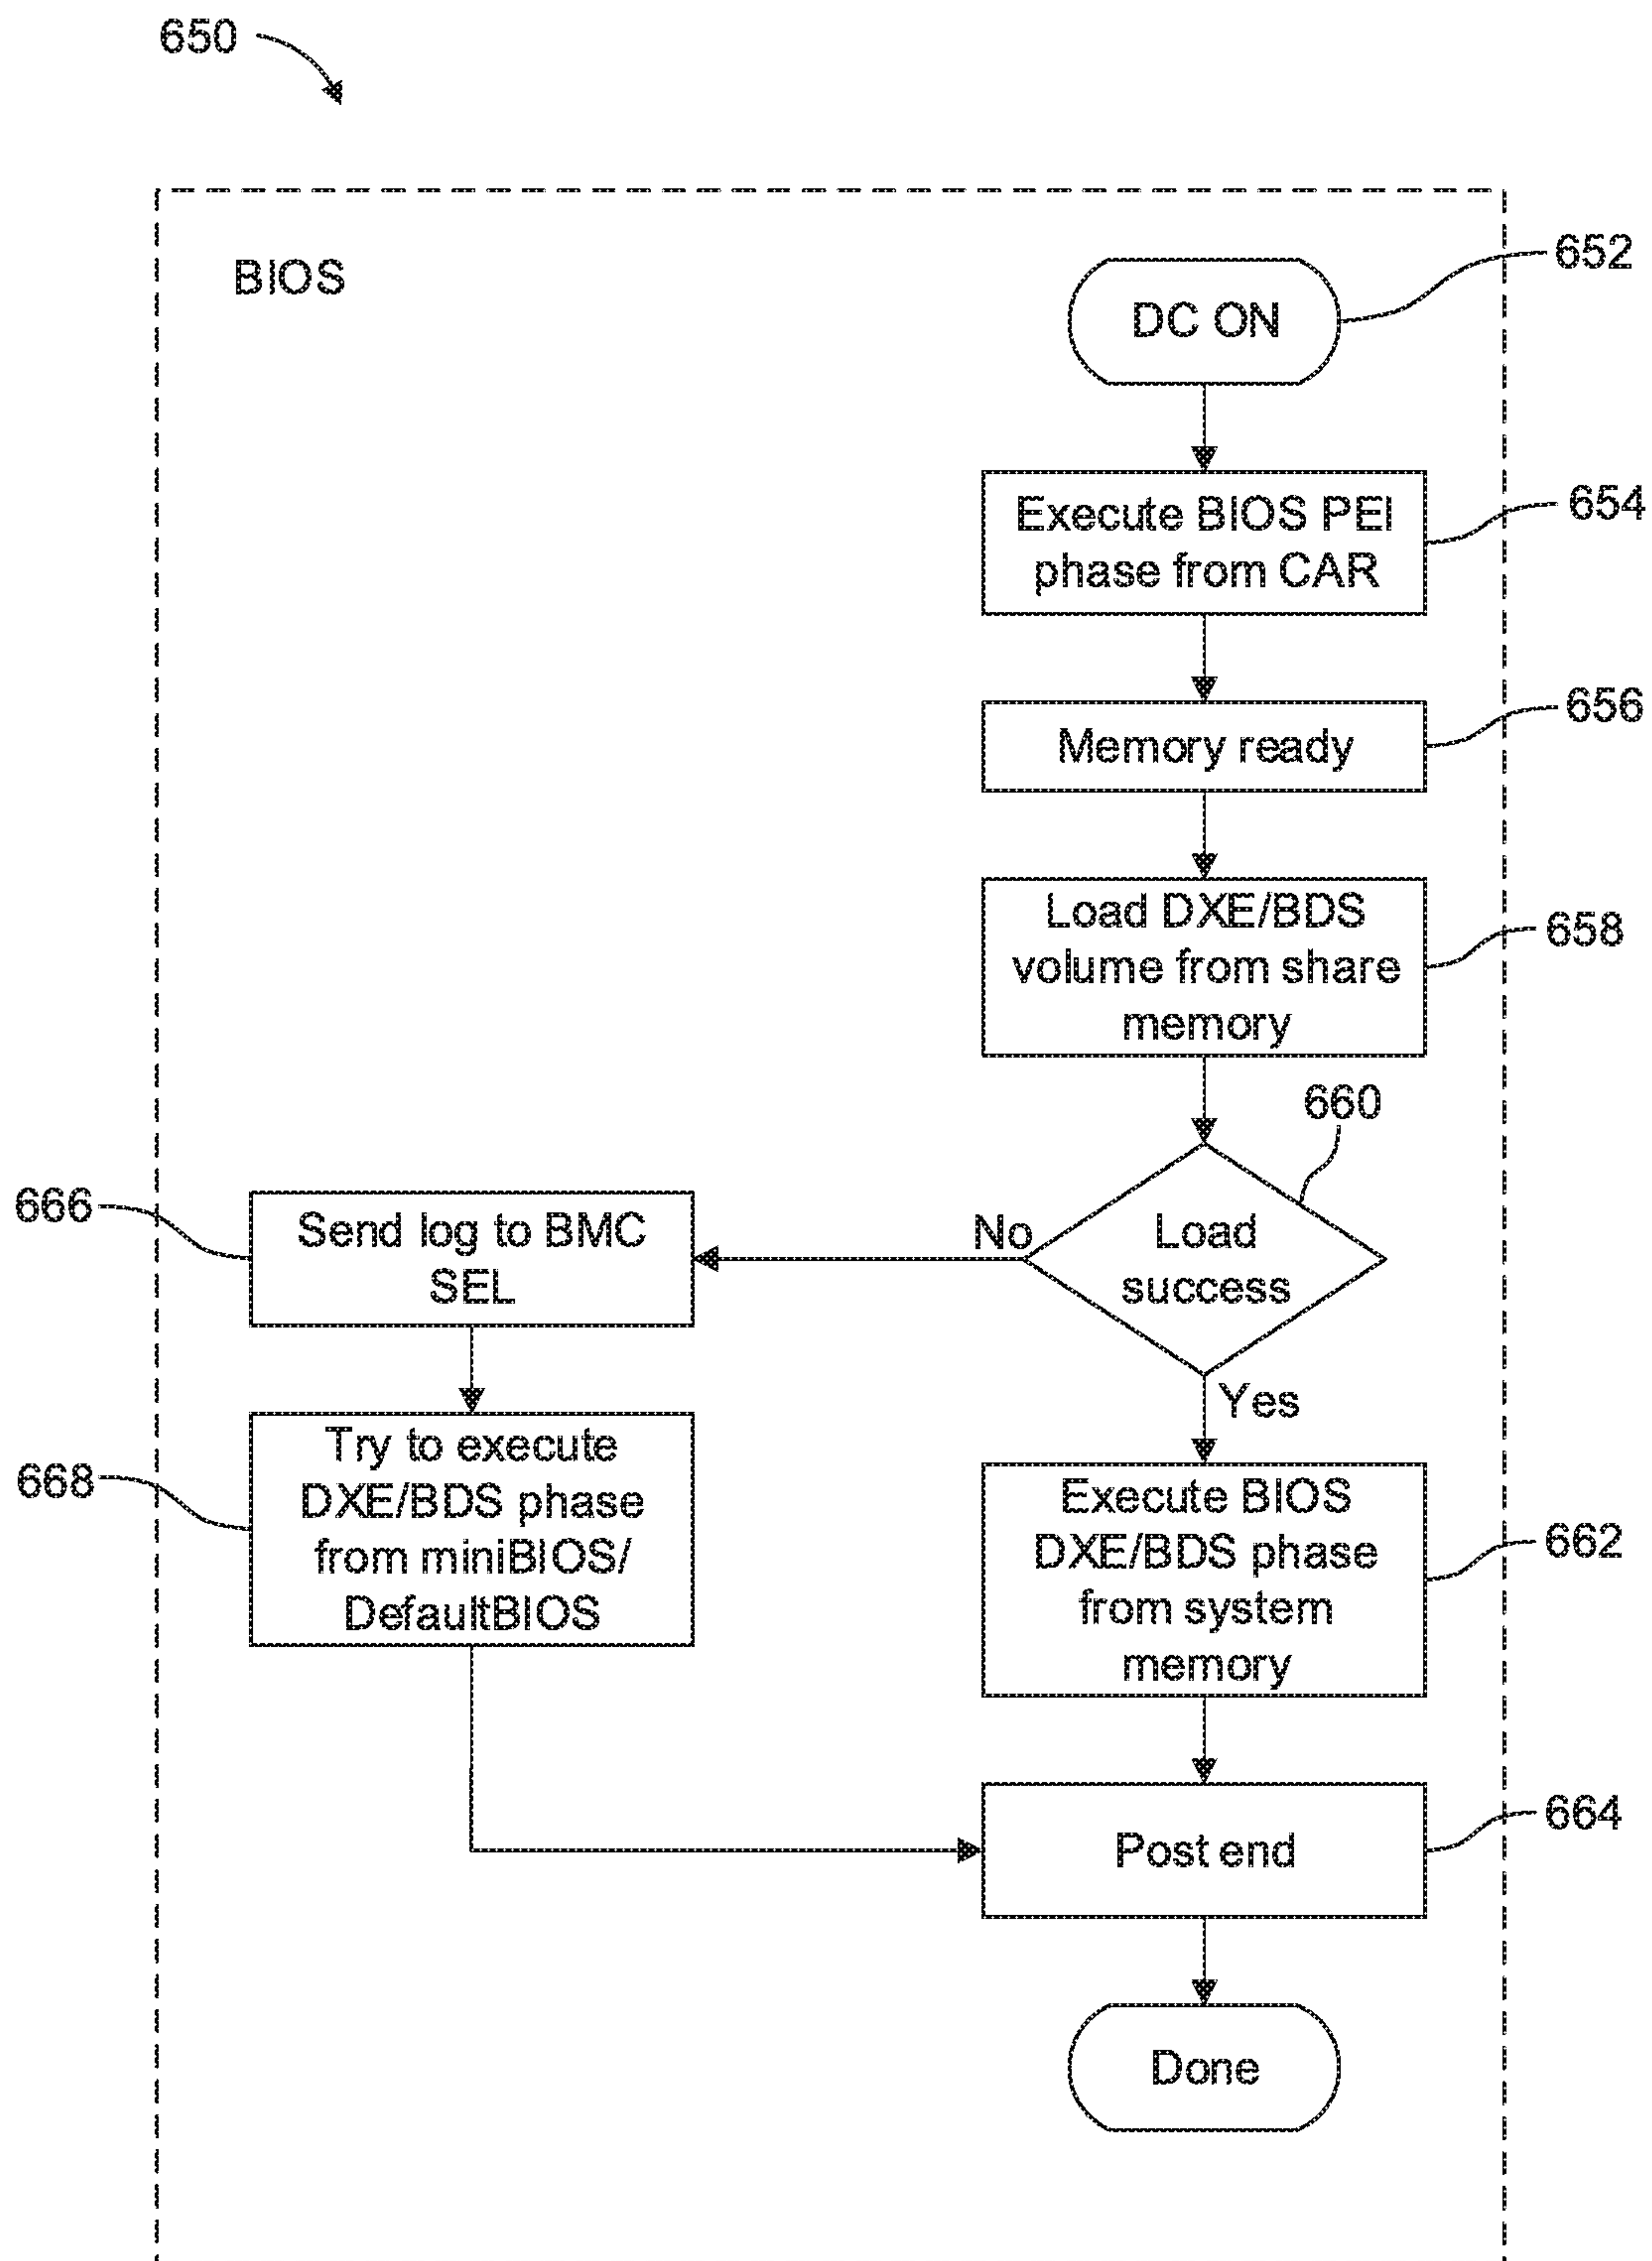 650
BIOS
DC ON
652
Execute BIOS PEI
phase from CAR
654
Memory ready
656
Load DXE/BDS
volume from share
memory
658
660
Load
success
No
Yes
666
Send log to BMC
SEL
668
Try to execute
DXE/BDS phase
from miniBIOS/
DefaultBIOS
Execute BIOS
DXE/BDS phase
from system
memory
662
Post end
664
Done